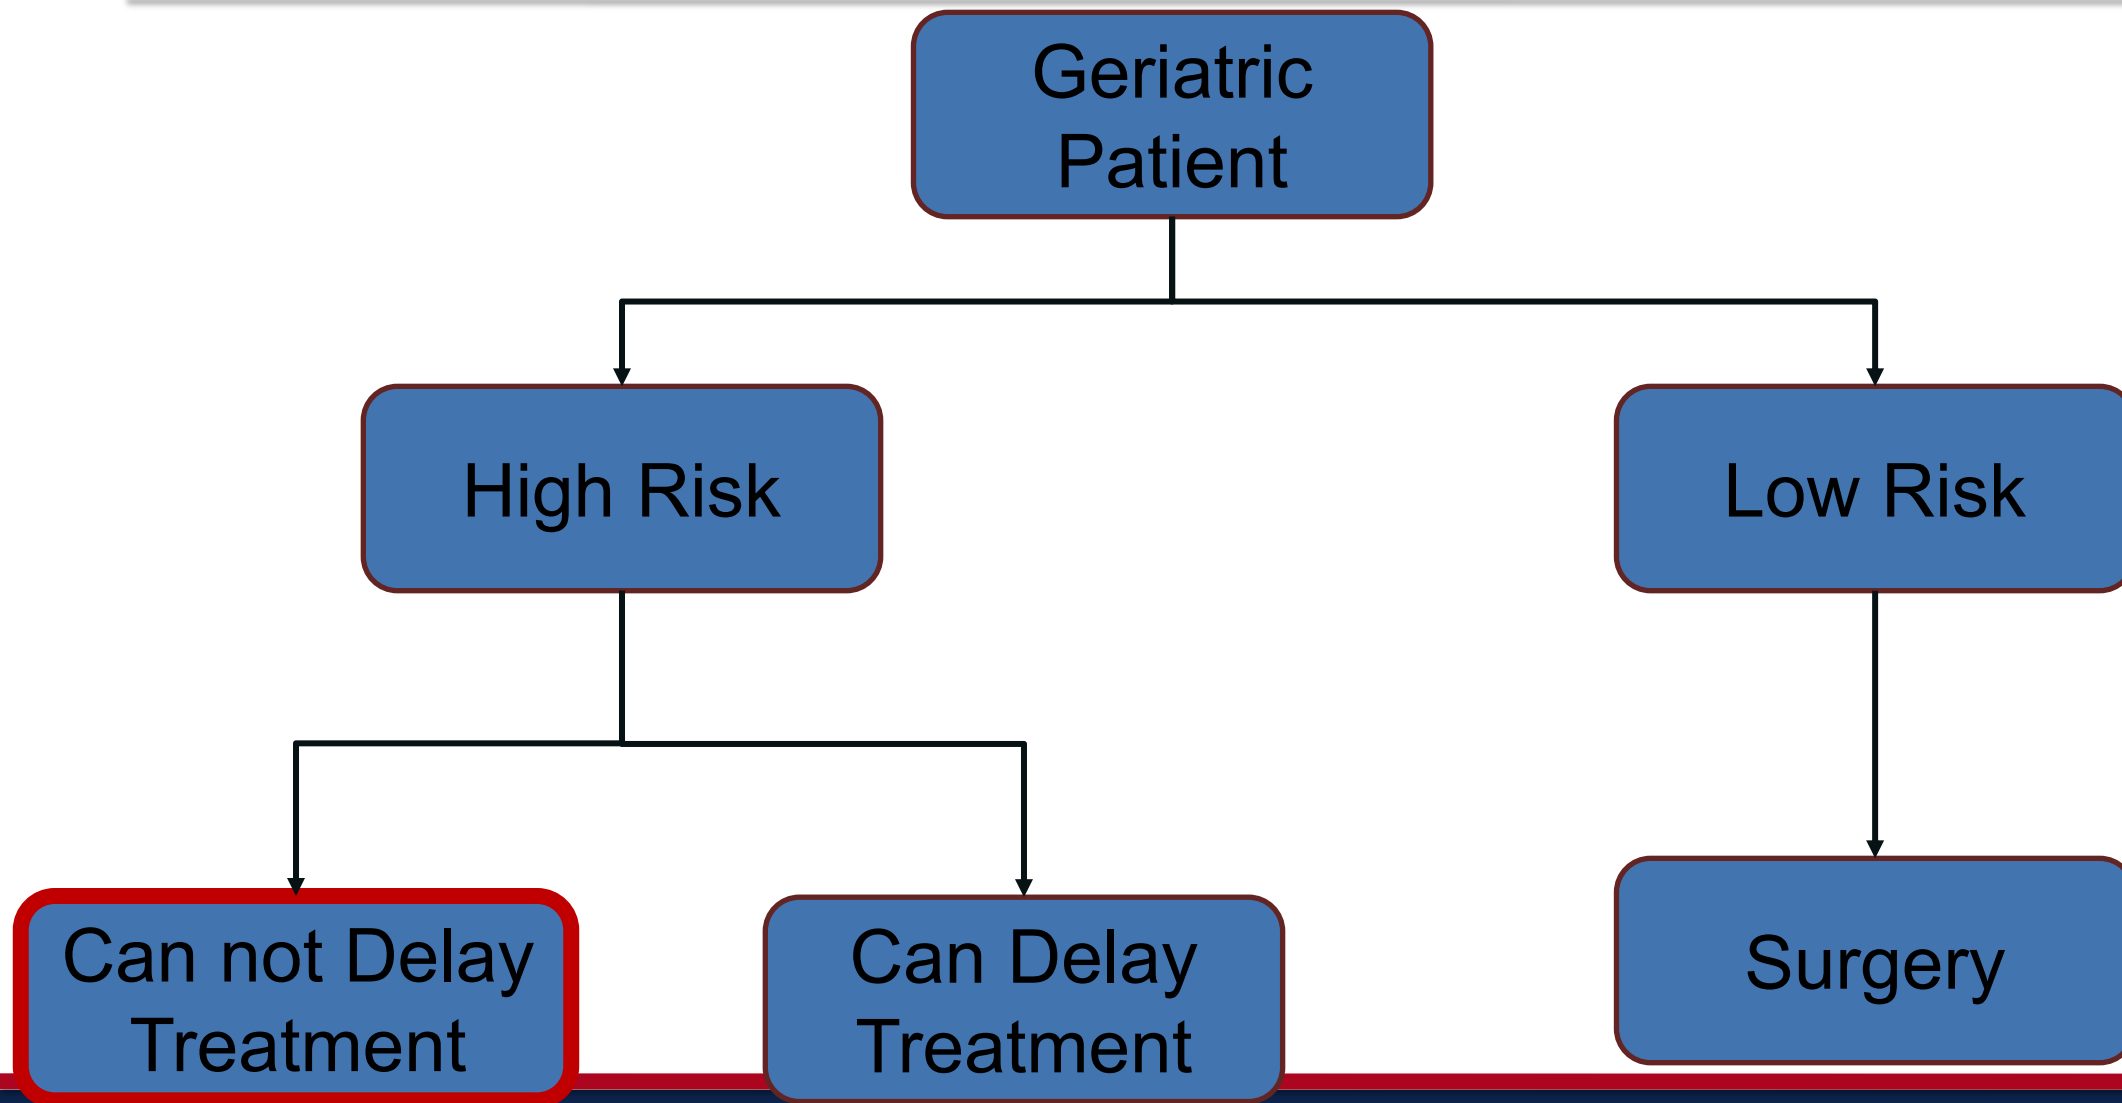 Geriatric
Patient
High Risk
Low Risk
Can not Delay
Treatment
Can Delay
Treatment
Surgery